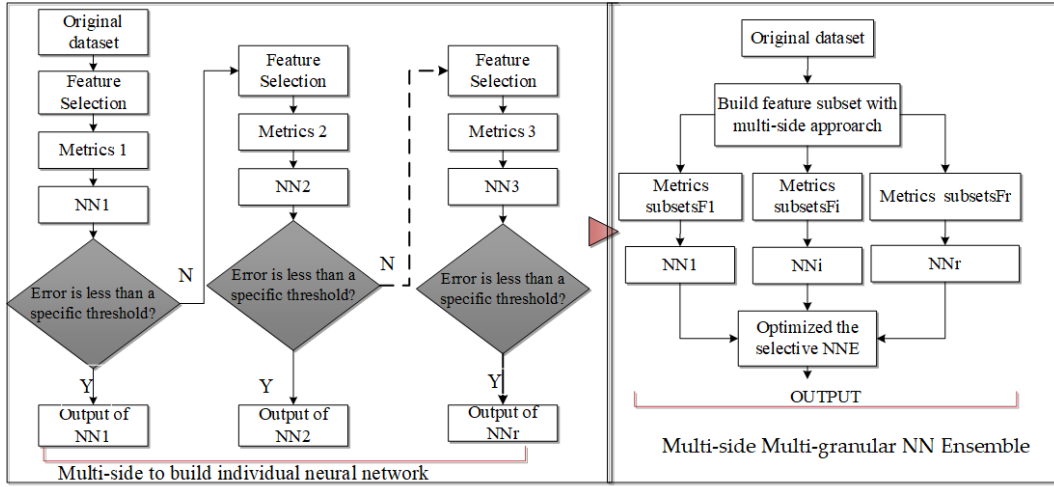 Original
dataset
Feature
Selection
Metrics 1
NN1
Error is less than a
specific threshold?
N
Y
Output of
NN1
Feature
Selection
Metrics 2
NN2
Error is less than a
specific threshold?
N
Y
Output of
NN2
Feature
Selection
Metrics 3
NN3
Error is less than a
specific threshold?
Y
Output of
NNr
Multi-side to build individual neural network
Original dataset
Build feature subset with
multi-side approarch
Metrics
subsetsF1
Metrics
subsetsFi
Metrics subsetsFr
NN1
NNi
NNr
Optimized the
selective NNE
OUTPUT
Multi-side Multi-granular NN Ensemble